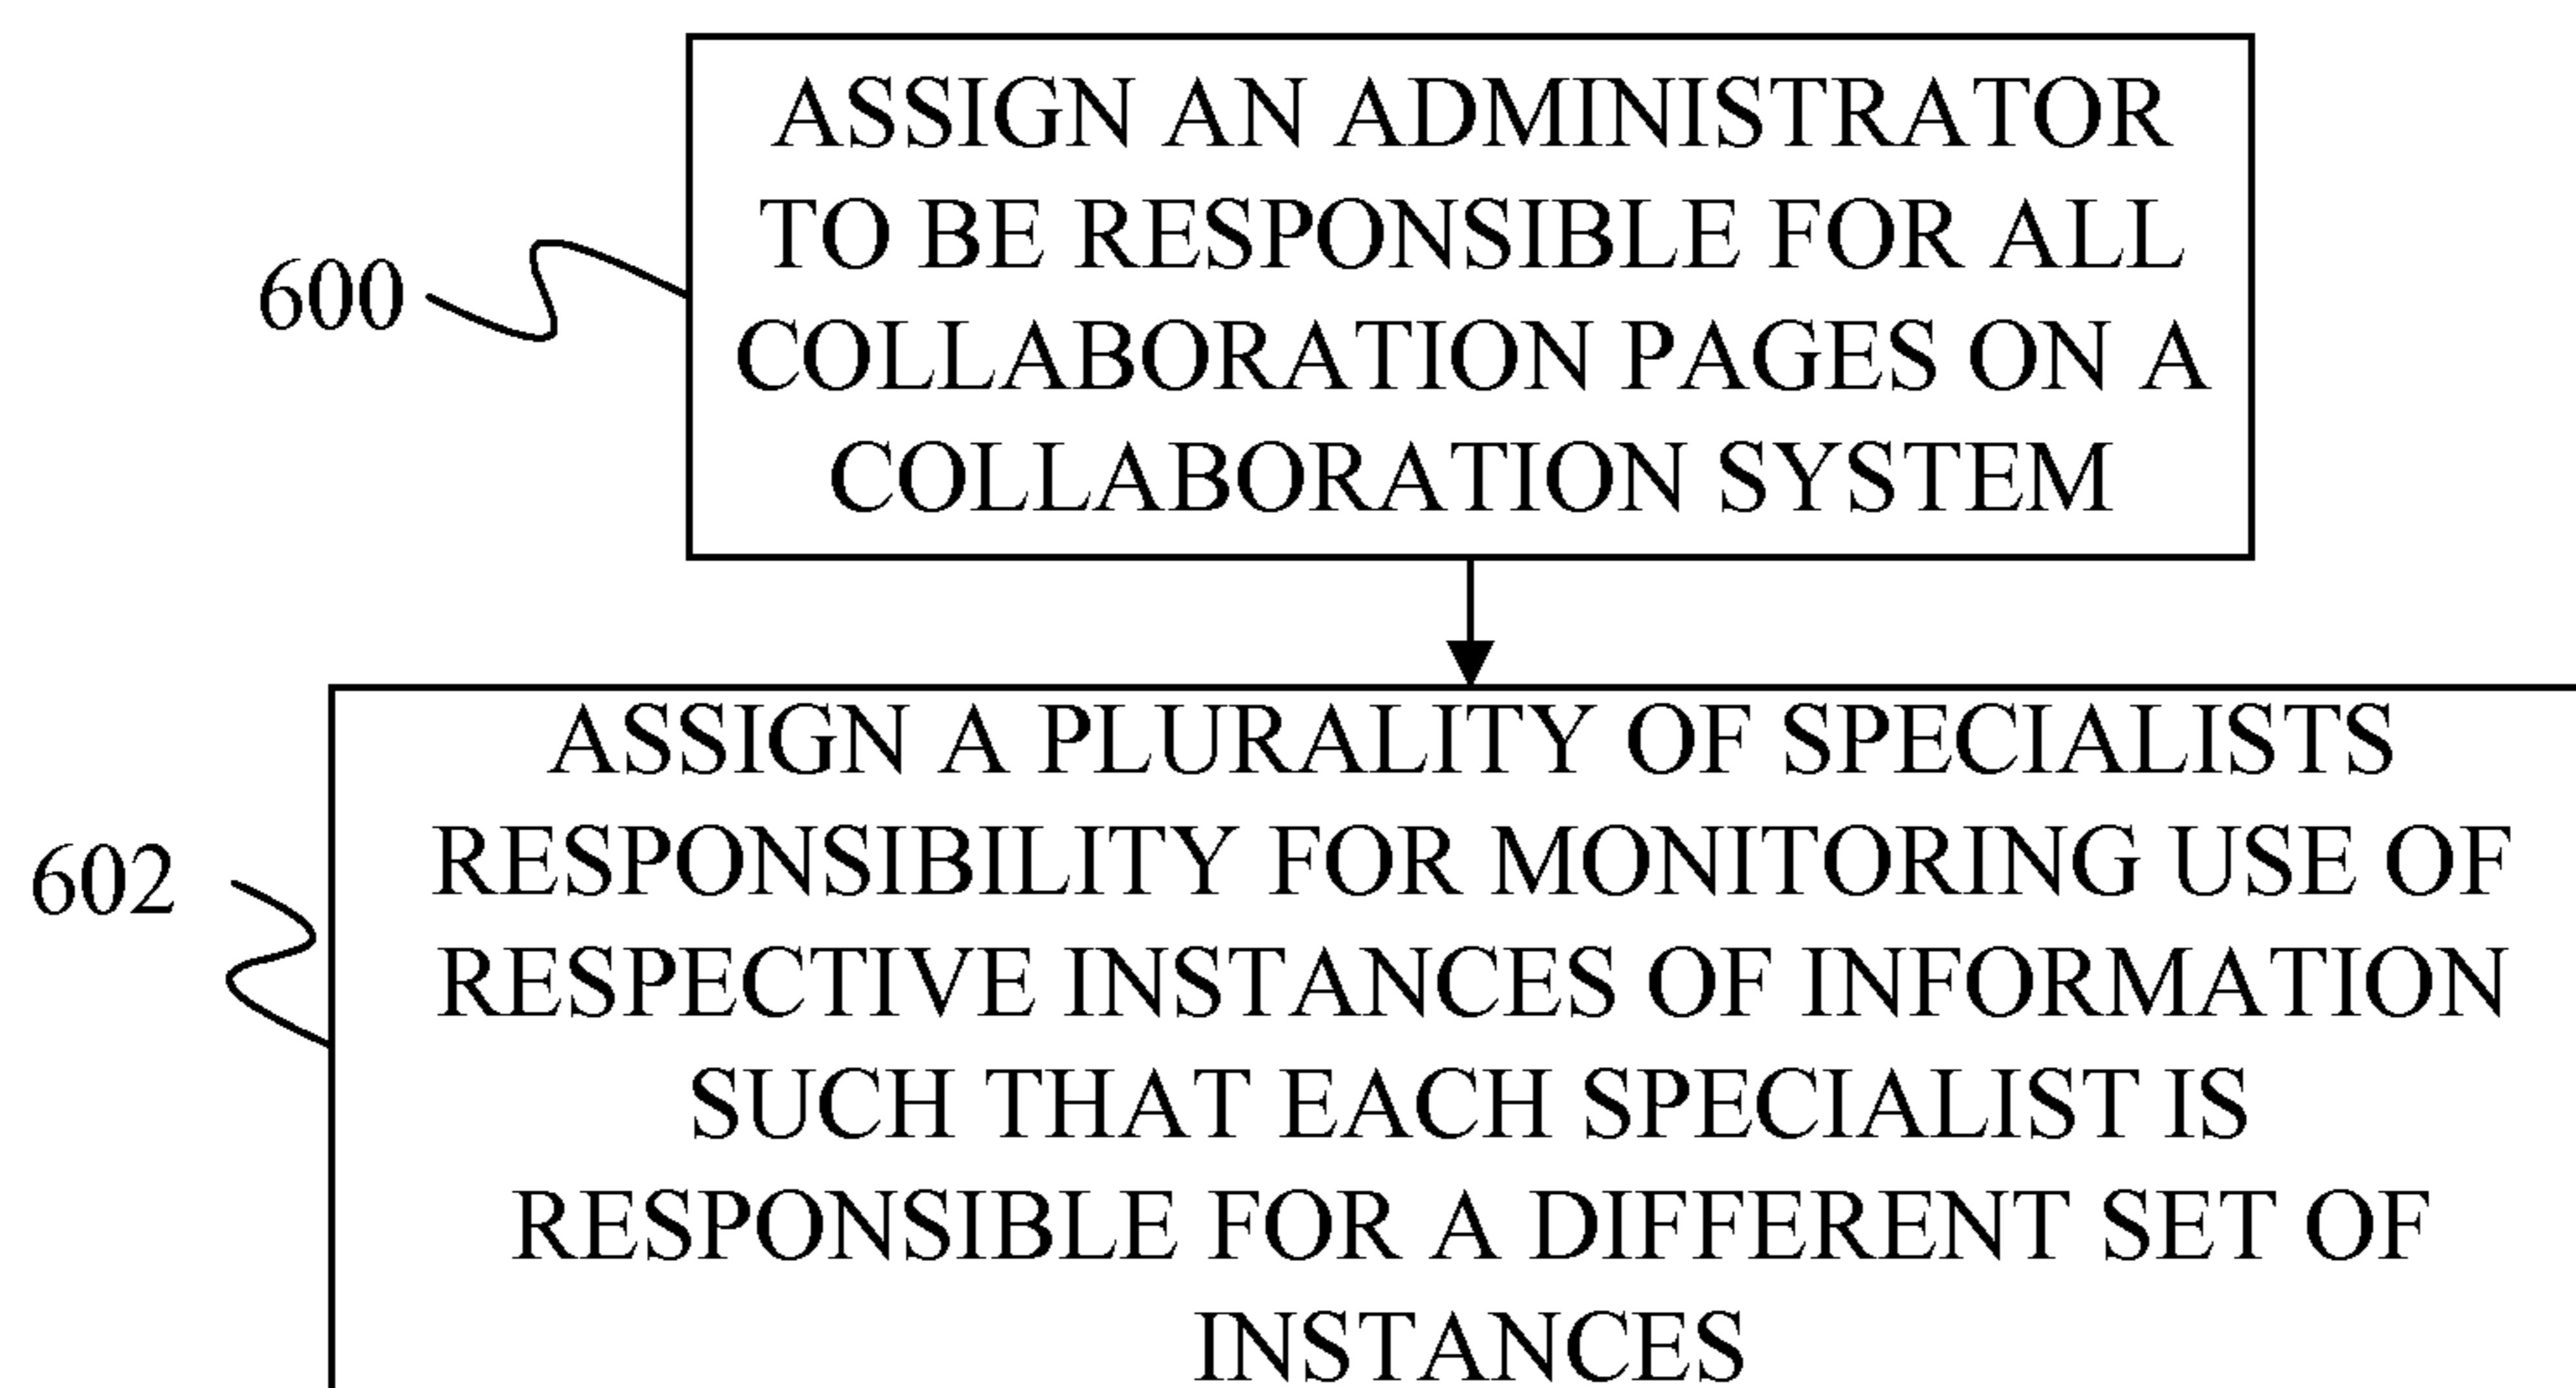 ASSIGN AN ADMINISTRATOR
TO BE RESPONSIBLE FOR ALL
COLLABORATION PAGES ON A
COLLABORATION SYSTEM
600
ASSIGN A PLURALITY OF SPECIALISTS
RESPONSIBILITY FOR MONITORING USE OF
RESPECTIVE INSTANCES OF INFORMATION
SUCH THAT EACH SPECIALIST IS
RESPONSIBLE FOR A DIFFERENT SET OF
INSTANCES
602